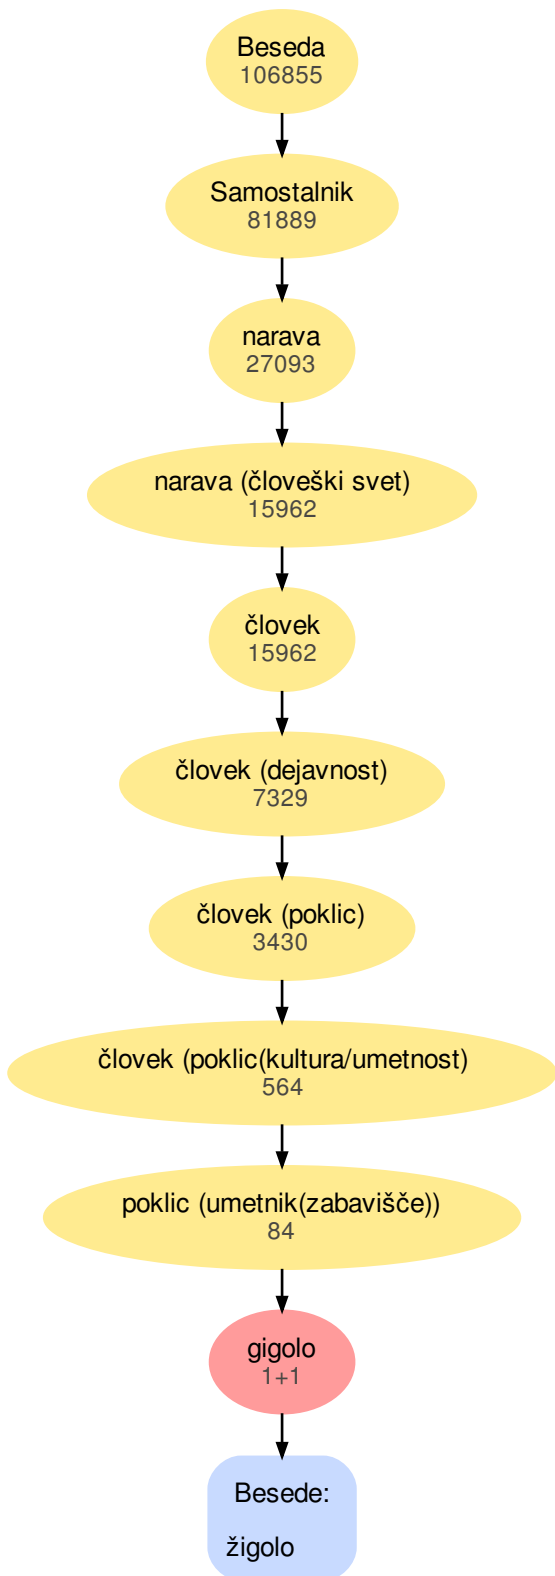 Beseda
106855
Samostalnik
81889
narava
27093
narava (človeški svet)
15962
človek
15962
človek (dejavnost)
7329
človek (poklic)
3430
človek (poklic(kultura/umetnost)
564
poklic (umetnik(zabavišče))
84
gigolo
1+1
Besede:
žigolo